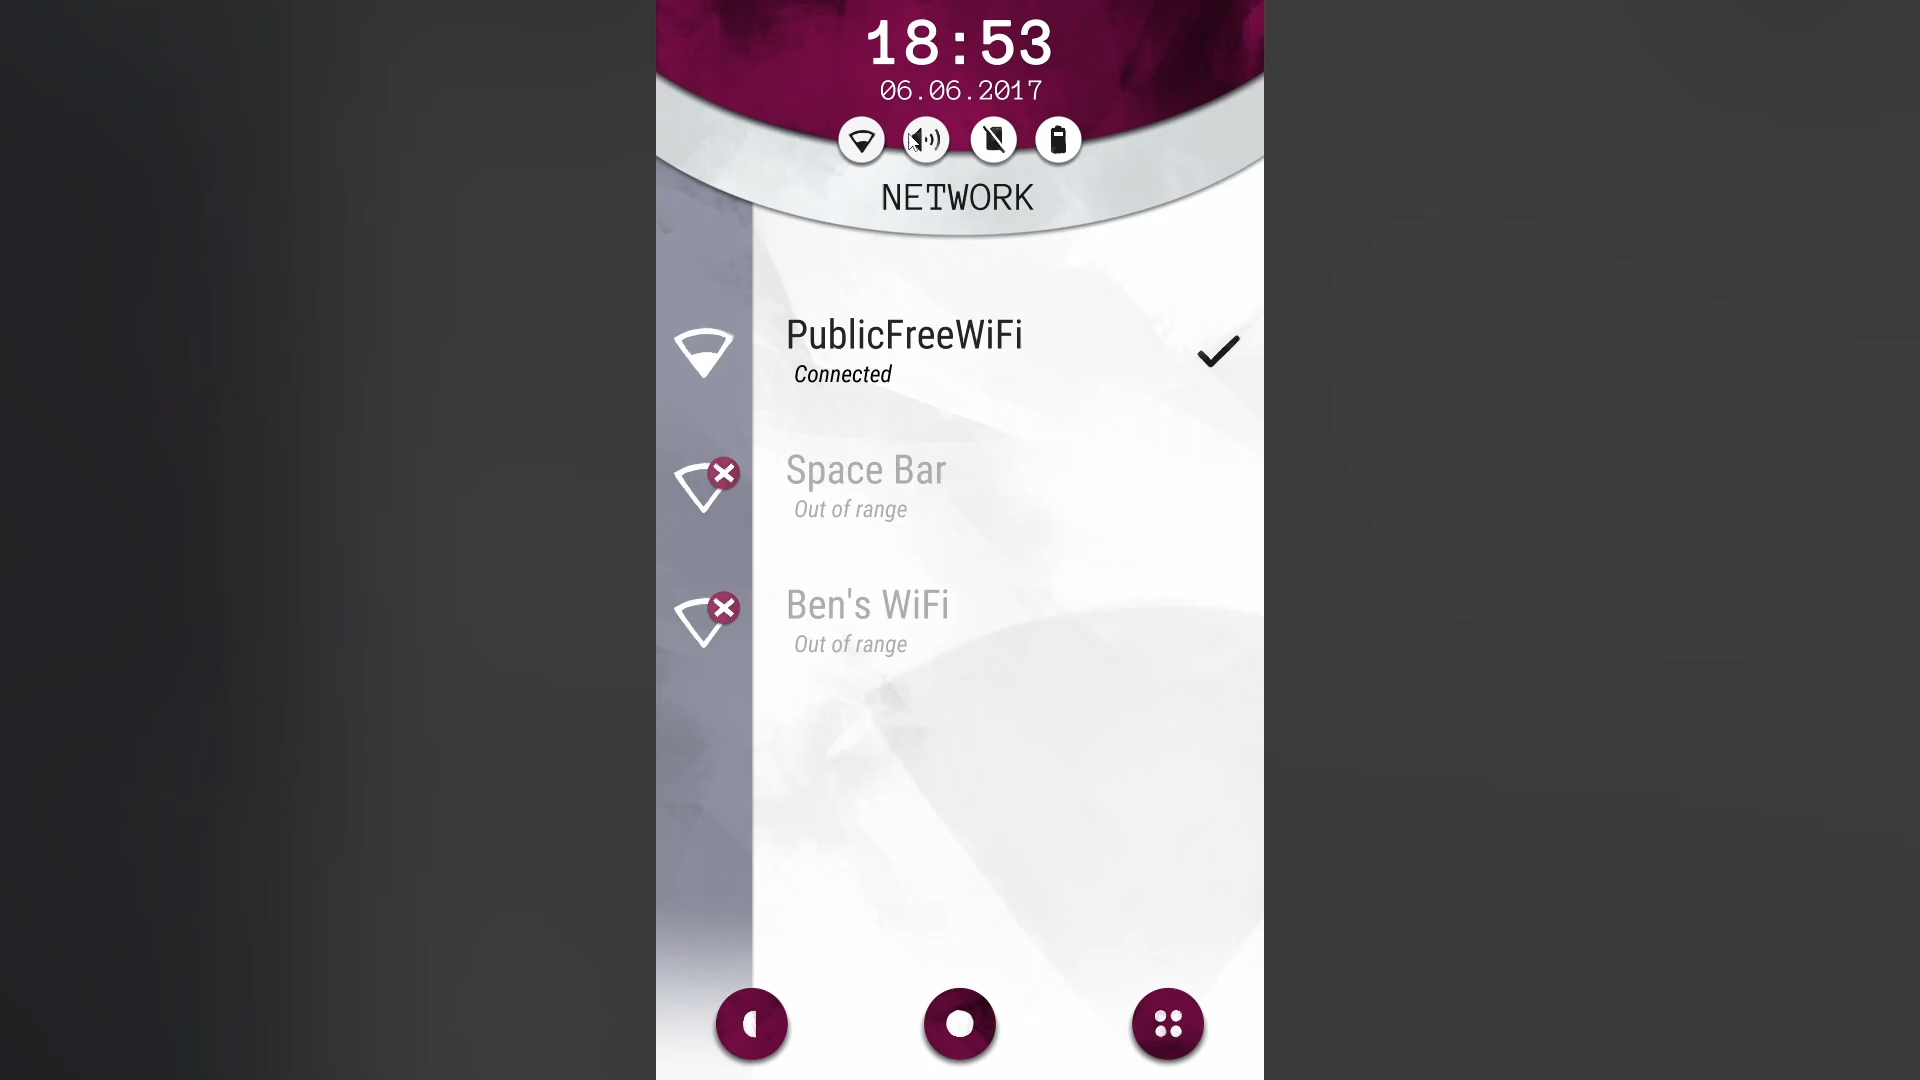 18:53
06.06.2017
NETWORK
PublicFreeWiFi
Connected
Space Bar
Out of range
Ben's WiFi
Out of range